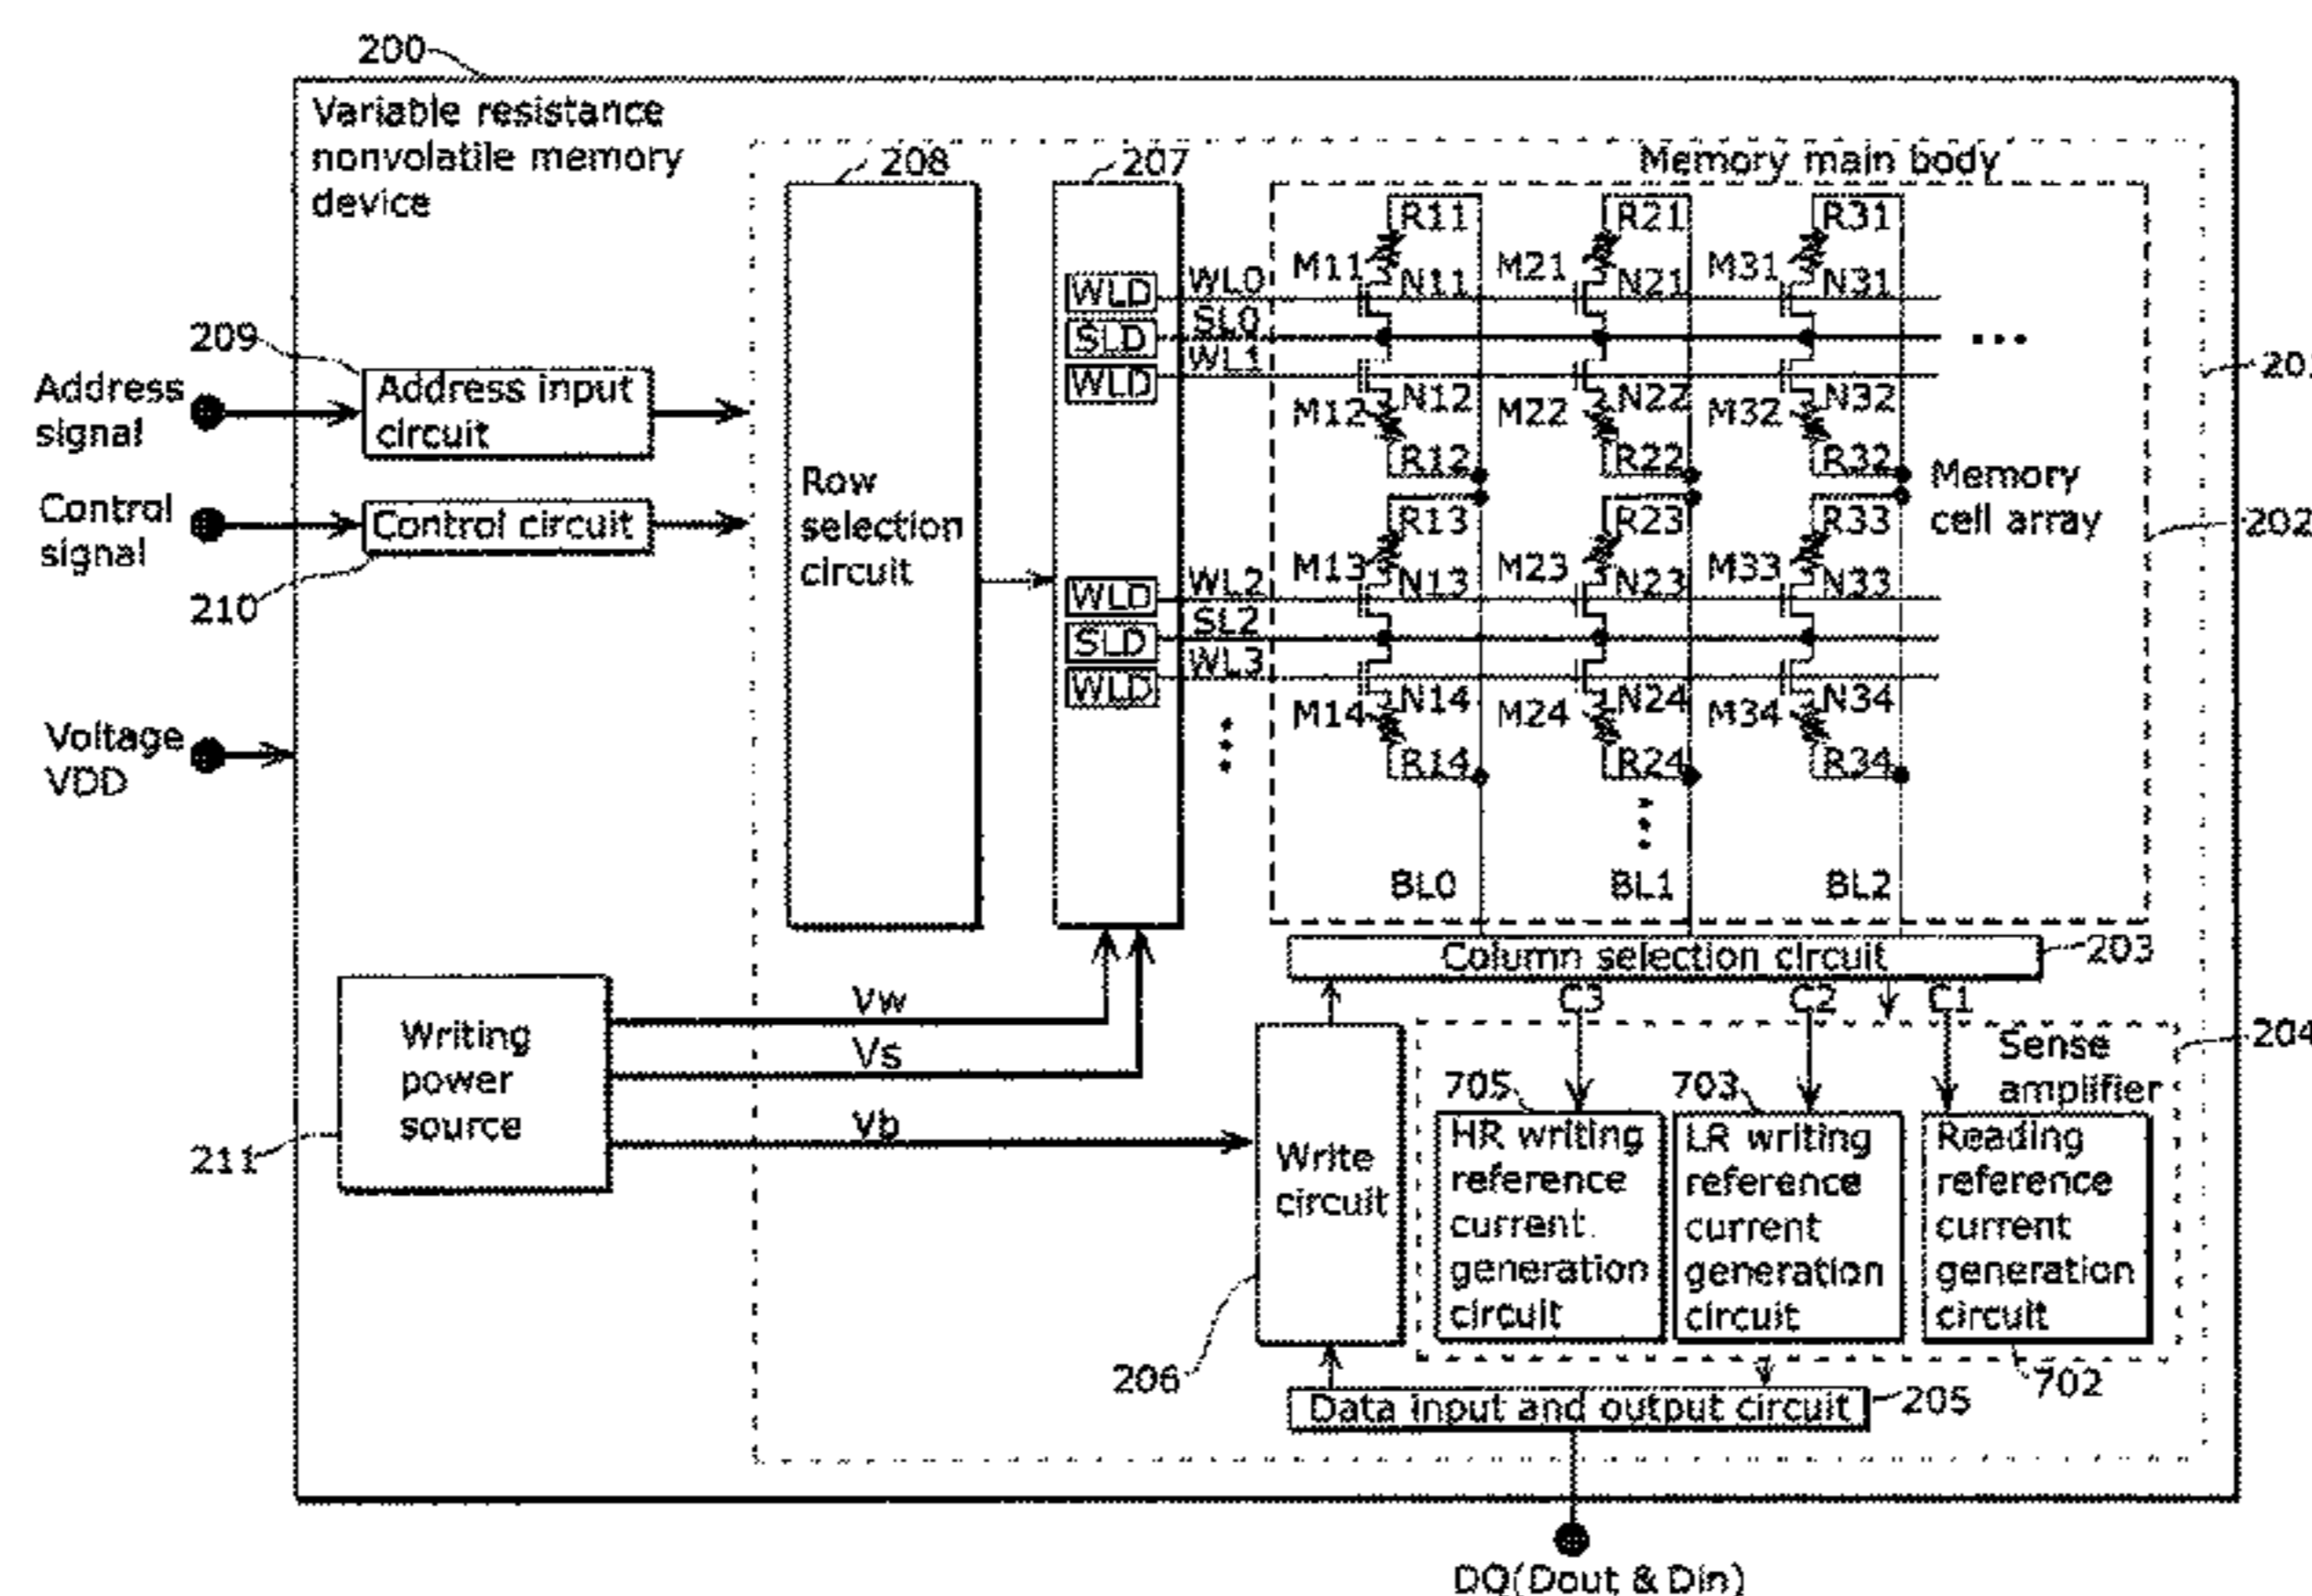 200
Variable resistance
nonvolatile memory
device
208
207
Memory main body
R11
R21
R31
M11
M21
M31
N11
N21
N31
WLD
WL0
SLD
SL0
WLD
WL1
209
Address
signal
Address input
circuit
N12
N22
N32
M12
M22
M32
R12
R22
R32
202
Memory
cell array
Control
signal
Control circuit
210
Row
selection
circuit
R13
R23
R33
M13
M23
M33
N13
N23
N33
WLD
WL2
SLD
SL2
WLD
WL3
N14
N24
N34
M14
M24
M34
R14
R24
R34
Voltage
VDD
BL0
BL1
BL2
Column selection circuit
203
C3
C2
C1
Vw
Vs
Vb
Writing
power
source
211
Sense
amplifier
204
705
703
Write
circuit
HR writing
reference
current
generation
circuit
LR writing
reference
current
generation
circuit
Reading
reference
current
generation
circuit
206
702
Data input and output circuit
205
DQ(Dout & Din)